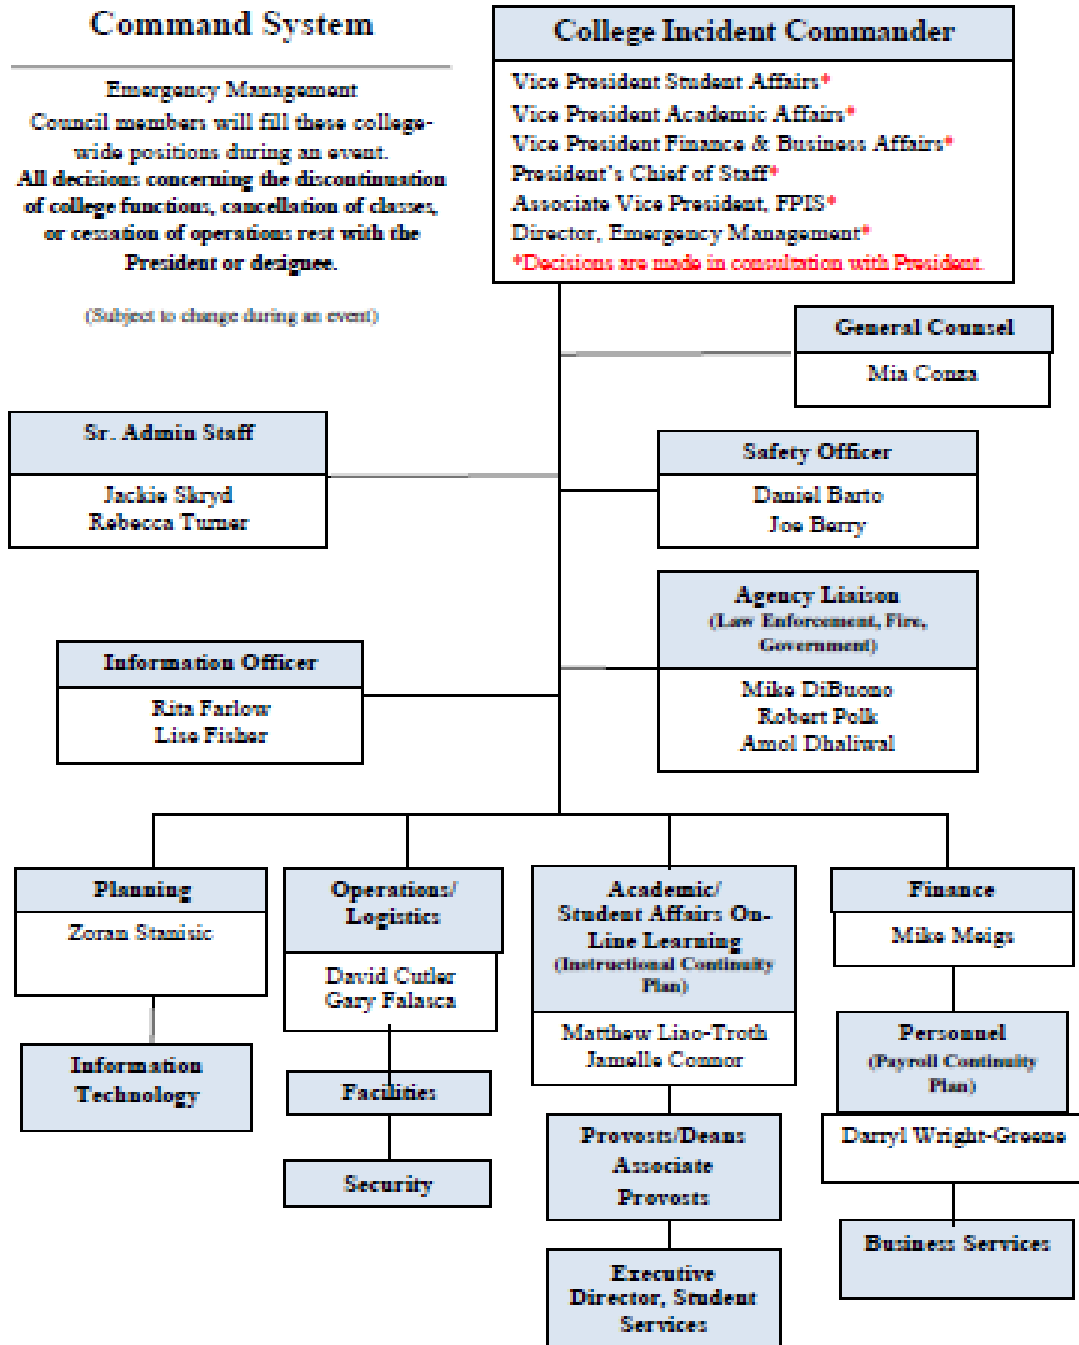 Command System
Emergency Management
Council members will fill these college-
wide positions during an event.
All decisions concerning the discontinuation
of college functions, cancellation of classes,
or cessation of operations rest with the
President or designee.
(Subject to change during an event)
College Incident Commander
Vice President Student Affairs*
Vice President Academic Affairs*
Vice President Finance & Business Affairs*
President's Chief of Staff*
Associate Vice President, FPIS*
Director, Emergency Management*
*Decisions are made in consultation with President.
General Counsel
Mia Conza
Sr. Admin Staff
Jackie Skryd
Rebecca Turner
Safety Officer
Daniel Barto
Joe Berry
Agency Liaison
(Law Enforcement, Fire,
Government)
Mike DiBuono
Robert Polk
Amol Dhaliwal
Information Officer
Rita Farlow
Lise Fisher
Planning
Zoran Stanisic
Information
Technology
Operations/
Logistics
David Cutler
Gary Falasca
Facilities
Security
Academic/
Student Affairs On-
Line Learning
(Instructional Continuity
Plan)
Matthew Liao-Troth
Jamelle Connor
Provosts/Deans
Associate
Provosts
Executive
Director, Student
Services
Finance
Mike Meigs
Personnel
(Payroll Continuity
Plan)
Darryl Wright-Greene
Business Services